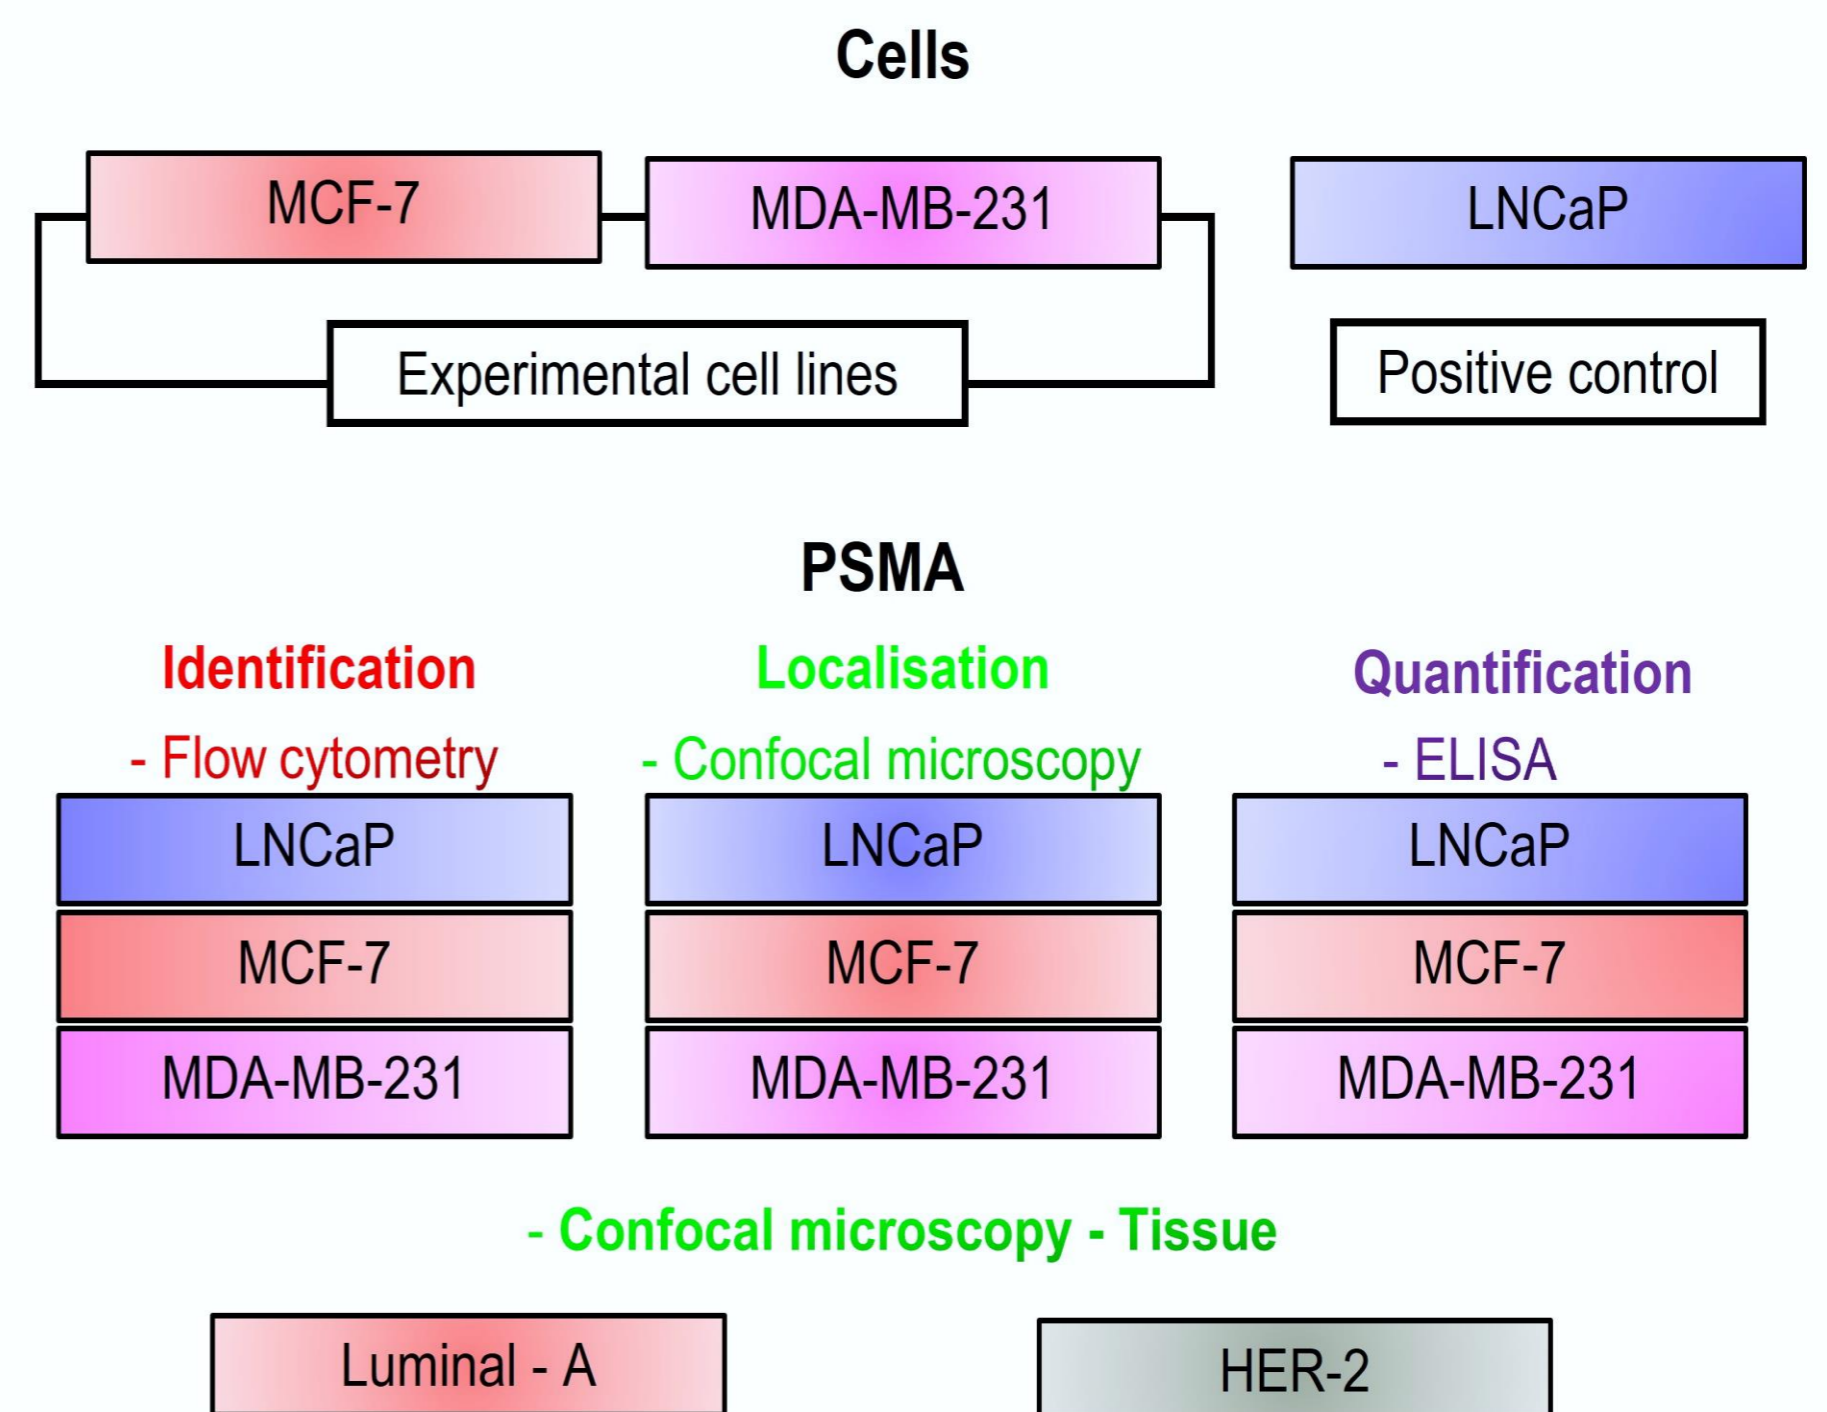 Cells
MCF-7
MDA-MB-231
LNCaP
Experimental cell lines
Positive control
PSMA
Identification
- Flow cytometry
LNCaP
MCF-7
MDA-MB-231
Localisation
- Confocal microscopy
LNCaP
MCF-7
MDA-MB-231
Quantification
- ELISA
LNCaP
MCF-7
MDA-MB-231
- Confocal microscopy - Tissue
Luminal - A
HER-2